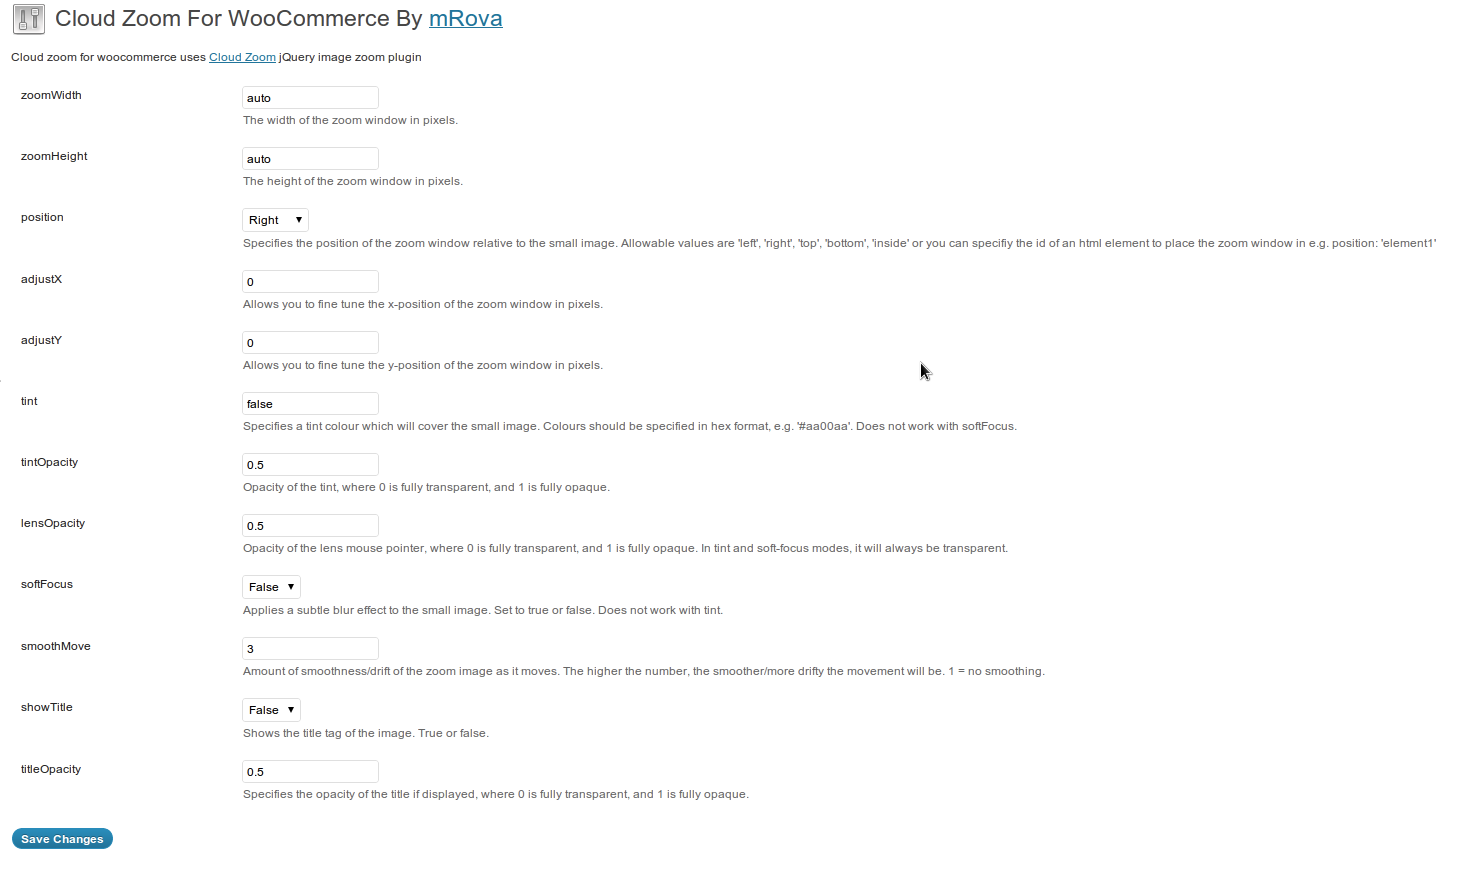 Cloud Zoom For WooCommerce By mRova
Cloud zoom for woocommerce uses Cloud Zoom jQuery image zoom plugin
zoomWidth
auto
The width of the zoom window in pixels.
zoomHeight
auto
The height of the zoom window in pixels.
position
Right
Specifies the position of the zoom window relative to the small image. Allowable values are 'left', 'right', 'top', 'bottom', 'inside' or you can specifiy the id of an html element to place the zoom window in e.g. position: 'element1'
adjustX
0
Allows you to fine tune the x-position of the zoom window in pixels.
adjustY
0
Allows you to fine tune the y-position of the zoom window in pixels.
tint
false
Specifies a tint colour which will cover the small image. Colours should be specified in hex format, e.g. '#aa00aa'. Does not work with softFocus.
tintOpacity
0.5
Opacity of the tint, where 0 is fully transparent, and 1 is fully opaque.
lensOpacity
0.5
Opacity of the lens mouse pointer, where 0 is fully transparent, and 1 is fully opaque. In tint and soft-focus modes, it will always be transparent.
softFocus
False
Applies a subtle blur effect to the small image. Set to true or false. Does not work with tint.
smoothMove
3
Amount of smoothness/drift of the zoom image as it moves. The higher the number, the smoother/more drifty the movement will be. 1 = no smoothing.
showTitle
False
Shows the title tag of the image. True or false.
titleOpacity
0.5
Specifies the opacity of the title if displayed, where 0 is fully transparent, and 1 is fully opaque.
Save Changes